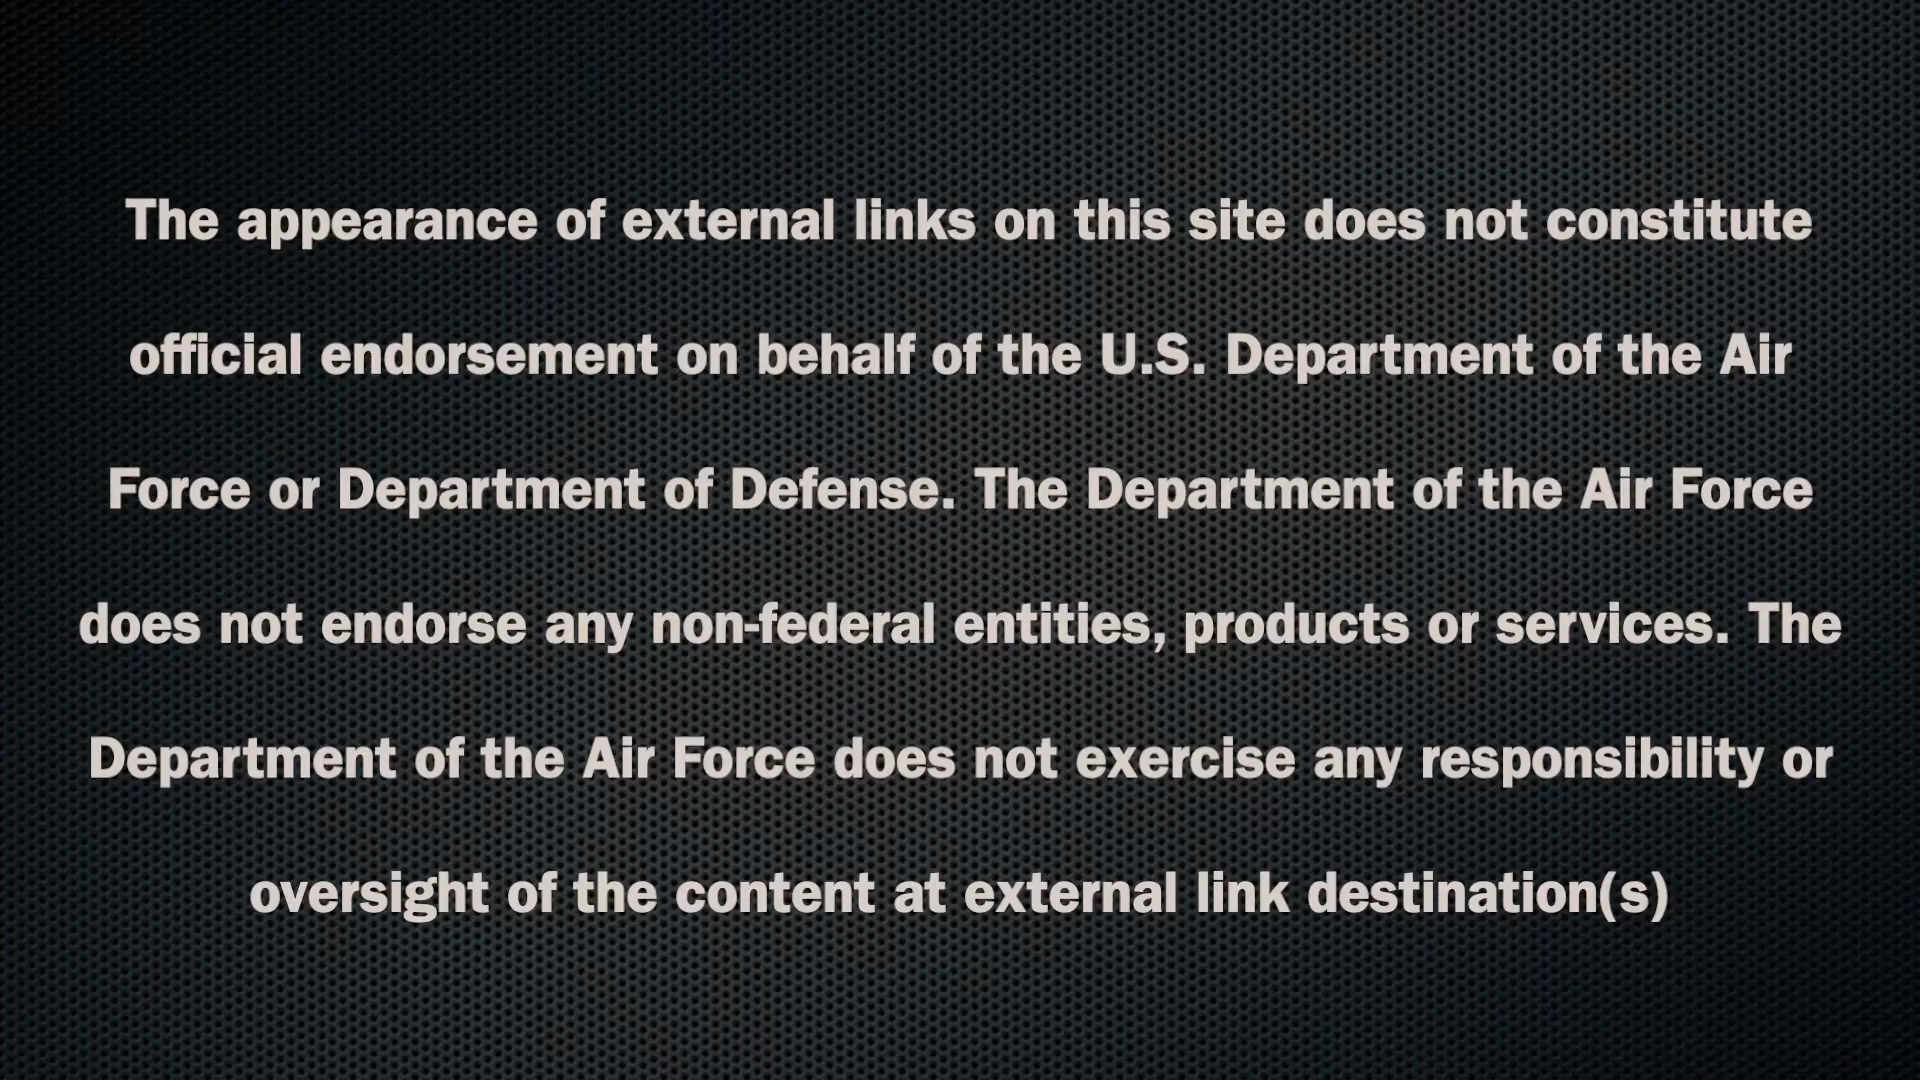 The appearance of external links on this site does not constitute
official endorsement on behalf of the U.S. Department of the Air
Force or Department of Defense. The Department of the Air Force
does not endorse any non-federal entities, products or services. The
Department of the Air Force does not exercise any responsibility or
oversight of the content at external link destination(s)